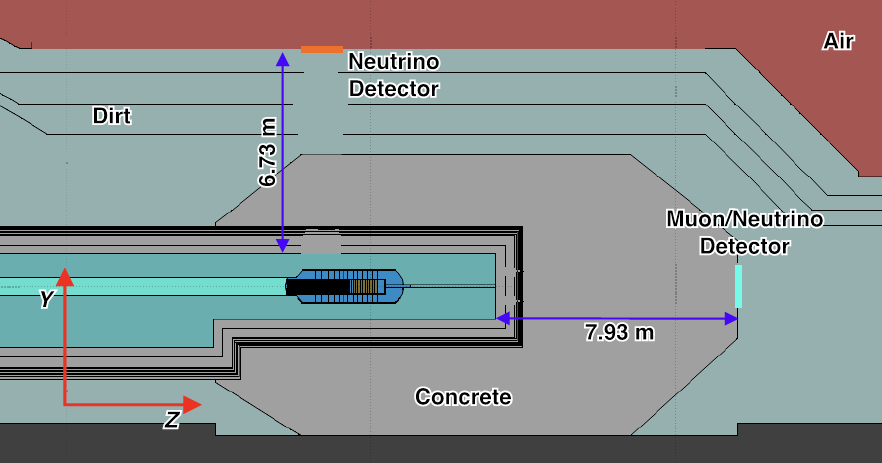 Air
Neutrino
Detector
Dirt
6.73 m
Muon/Neutrino
Detector
Y
7.93 m
Concrete
Z